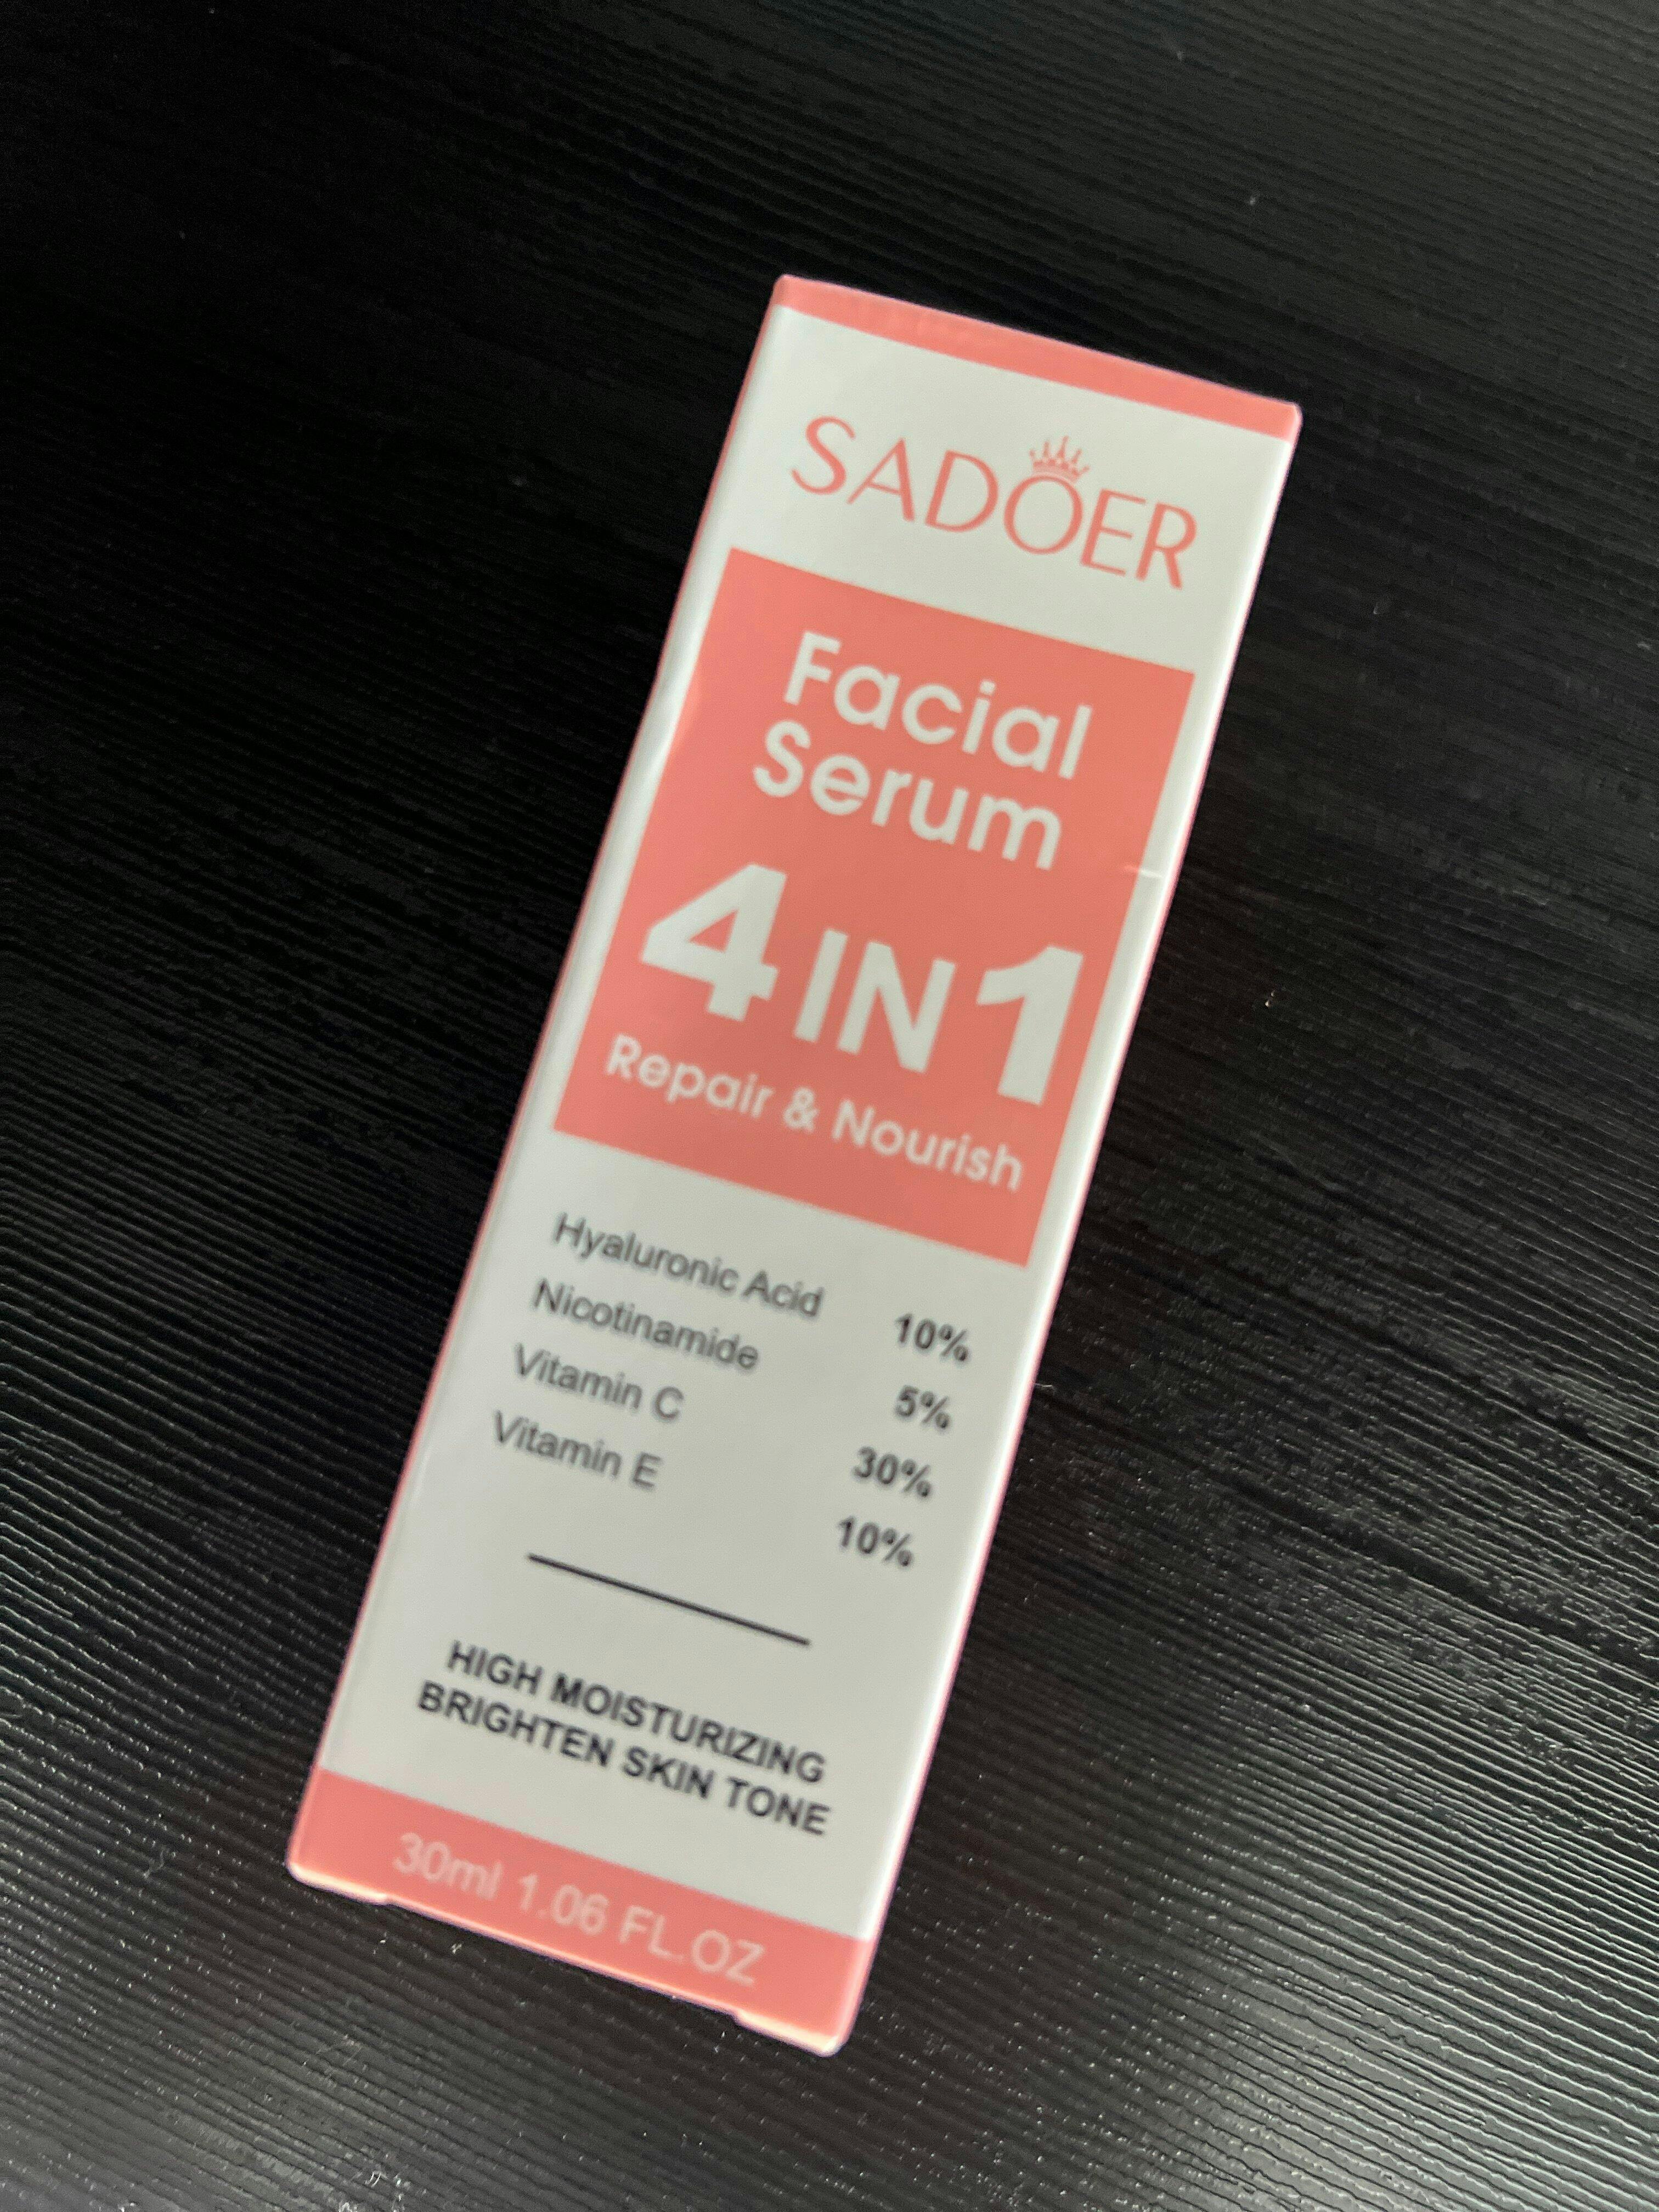 SADOER
Facial
Serum
4 IN 1
Repair & Nourish
Hyaluronic Acid 10%
Nicotinamide 5%
Vitamin C 30%
Vitamin E 10%
HIGH MOISTURIZING
BRIGHTEN SKIN TONE
30ml 1.06 FL.OZ